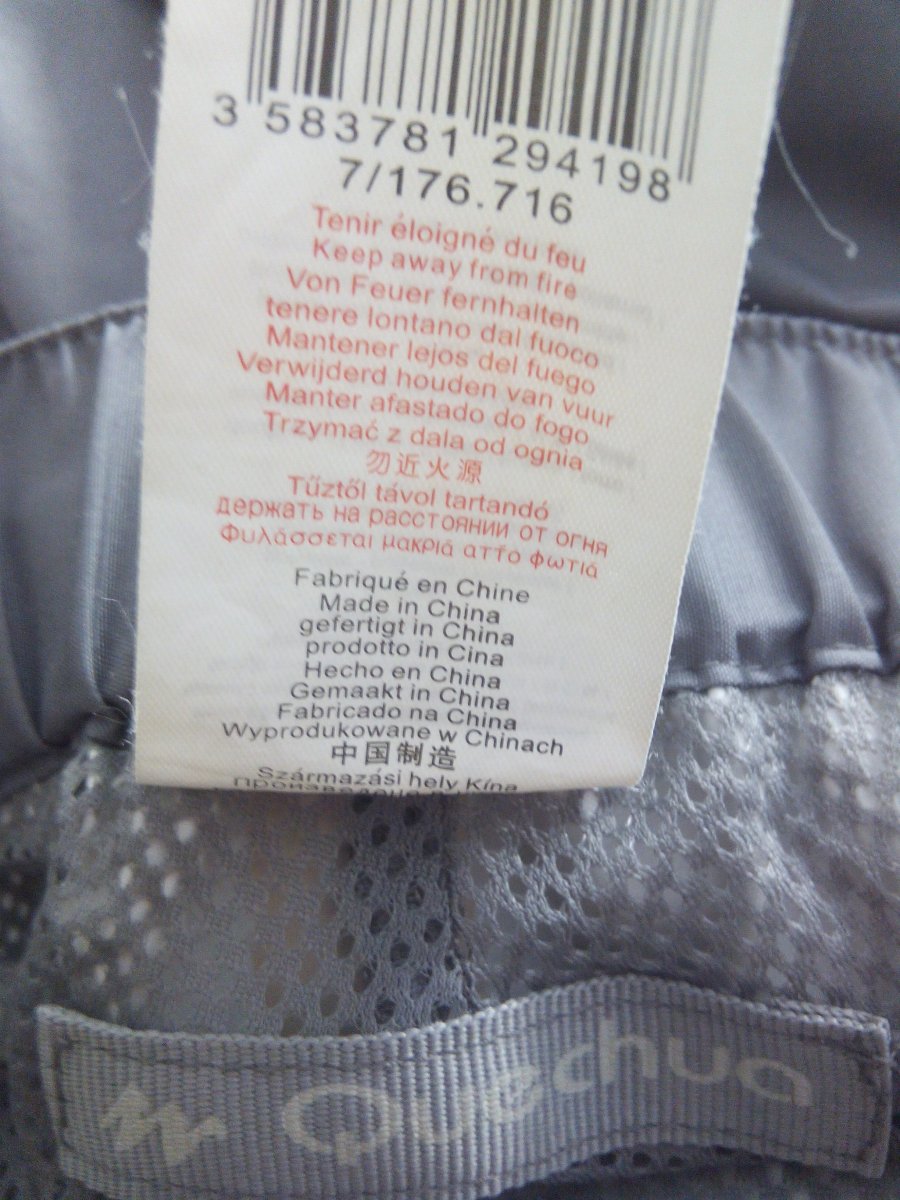 3 583781 294198
7/176.716
Tenir éloigné du feu
Keep away from fire
Von Feuer fernhalten
tenere lontano dal fuoco
Mantener lejos del fuego
Verwijderd houden van vuur
Manter afastado do fogo
Trzymać z dala od ognia
勿近火源
Tűztől távol tartandó
держать на расстоянии от огня
Φυλάσσεται μακριά αττο φωτιά
Fabriqué en Chine
Made in China
gefertigt in China
prodotto in Cina
Hecho en China
Gemaakt in China
Fabricado na China
Wyprodukowane w Chinach
中国制造
Származási hely Kína
Quechua